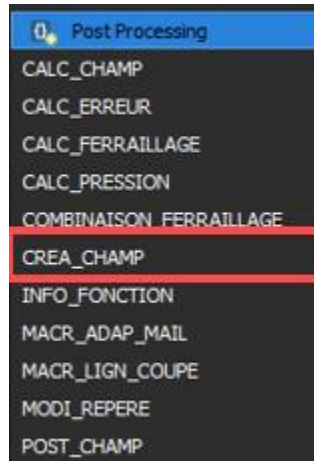 Post Processing
CALC_CHAMP
CALC_ERREUR
CALC_FERRAILLAGE
CALC_PRESSION
COMBINAISON_FERRAILLAGE
CREA_CHAMP
INFO_FONCTION
MACR_ADAP_MAIL
MACR_LIGN_COUPE
MODI_REPERE
POST_CHAMP